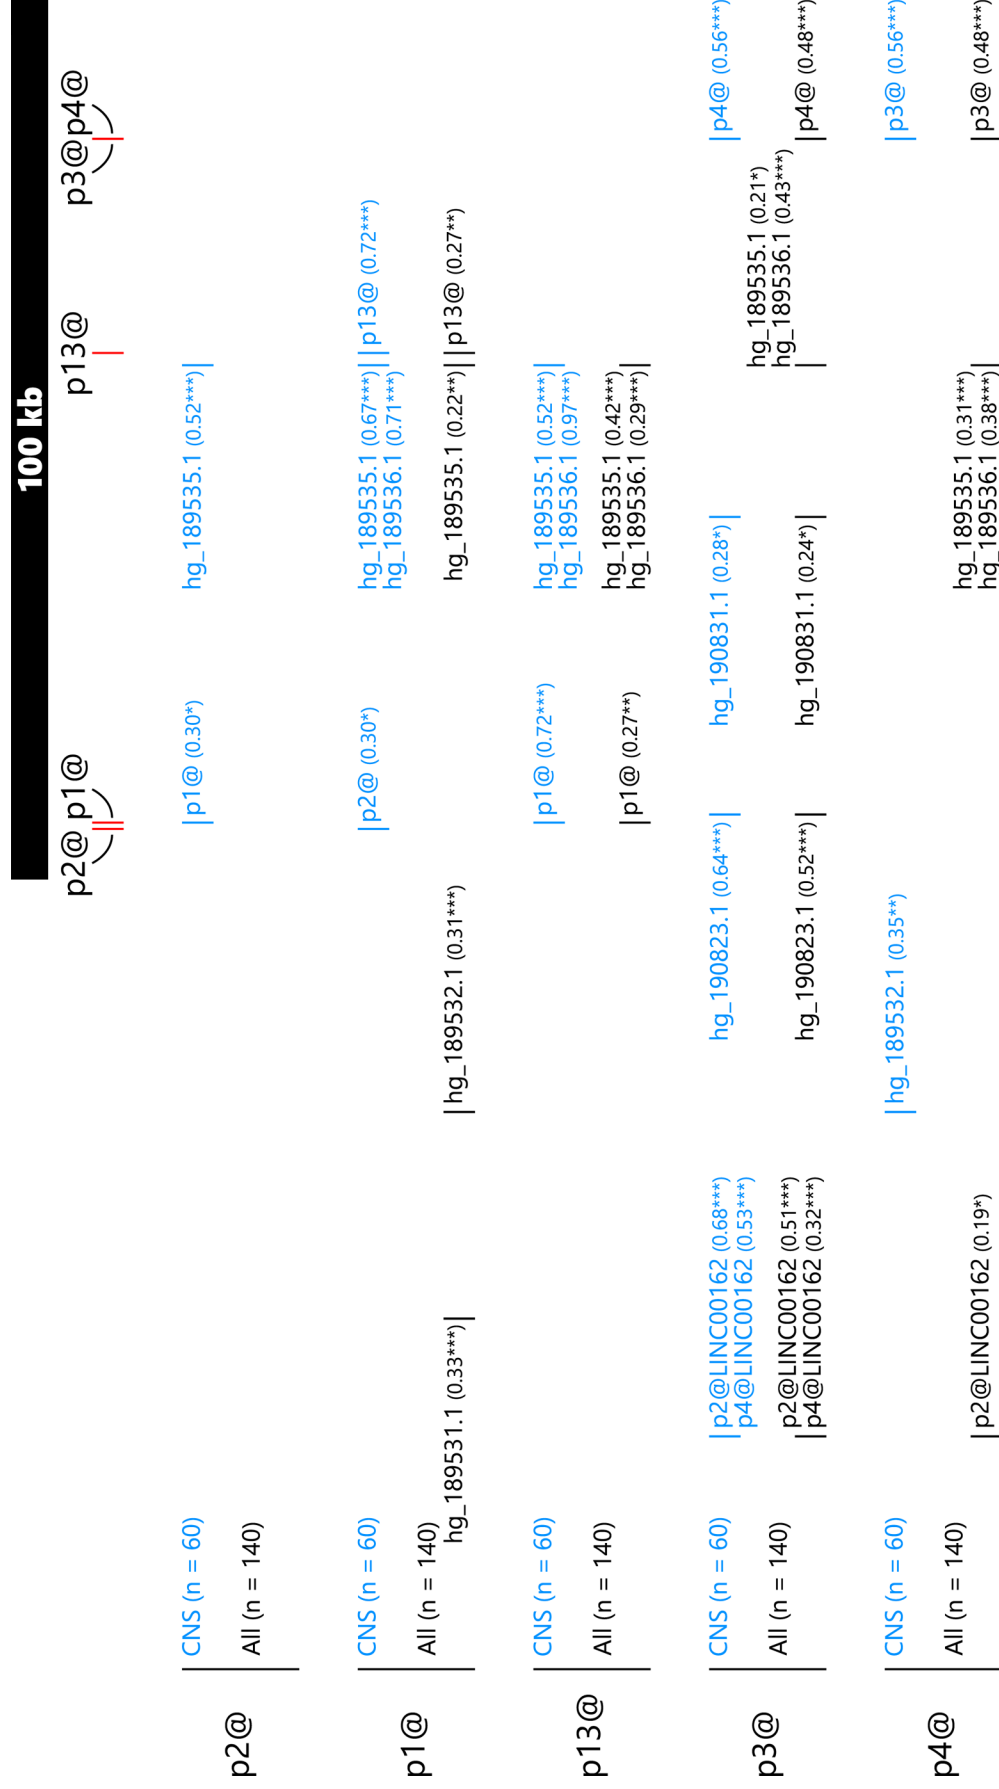 100 kb
p2@ p1@
p13@
p3@p4@
p2@
CNS (n = 60)
p1@ (0.30*)
hg_189535.1 (0.52***)
All (n = 140)
p1@
CNS (n = 60)
p2@ (0.30*)
hg_189535.1 (0.67***)
p13@ (0.72***)
hg_189536.1 (0.71***)
All (n = 140)
hg_189531.1 (0.33***)
hg_189532.1 (0.31***)
hg_189535.1 (0.22**)
p13@ (0.27**)
p13@
CNS (n = 60)
p1@ (0.72***)
hg_189535.1 (0.52***)
hg_189536.1 (0.97***)
All (n = 140)
p1@ (0.27**)
hg_189535.1 (0.42***)
hg_189536.1 (0.29***)
p3@
CNS (n = 60)
p2@LINC00162 (0.68***)
p4@LINC00162 (0.53***)
hg_190823.1 (0.64***)
hg_190831.1 (0.28*)
p4@ (0.56***)
All (n = 140)
p2@LINC00162 (0.51***)
p4@LINC00162 (0.32***)
hg_190823.1 (0.52***)
hg_190831.1 (0.24*)
hg_189535.1 (0.21*)
hg_189536.1 (0.43***)
p4@ (0.48***)
p4@
CNS (n = 60)
hg_189532.1 (0.35**)
p3@ (0.56***)
All (n = 140)
p2@LINC00162 (0.19*)
hg_189535.1 (0.31***)
hg_189536.1 (0.38***)
p3@ (0.48***)